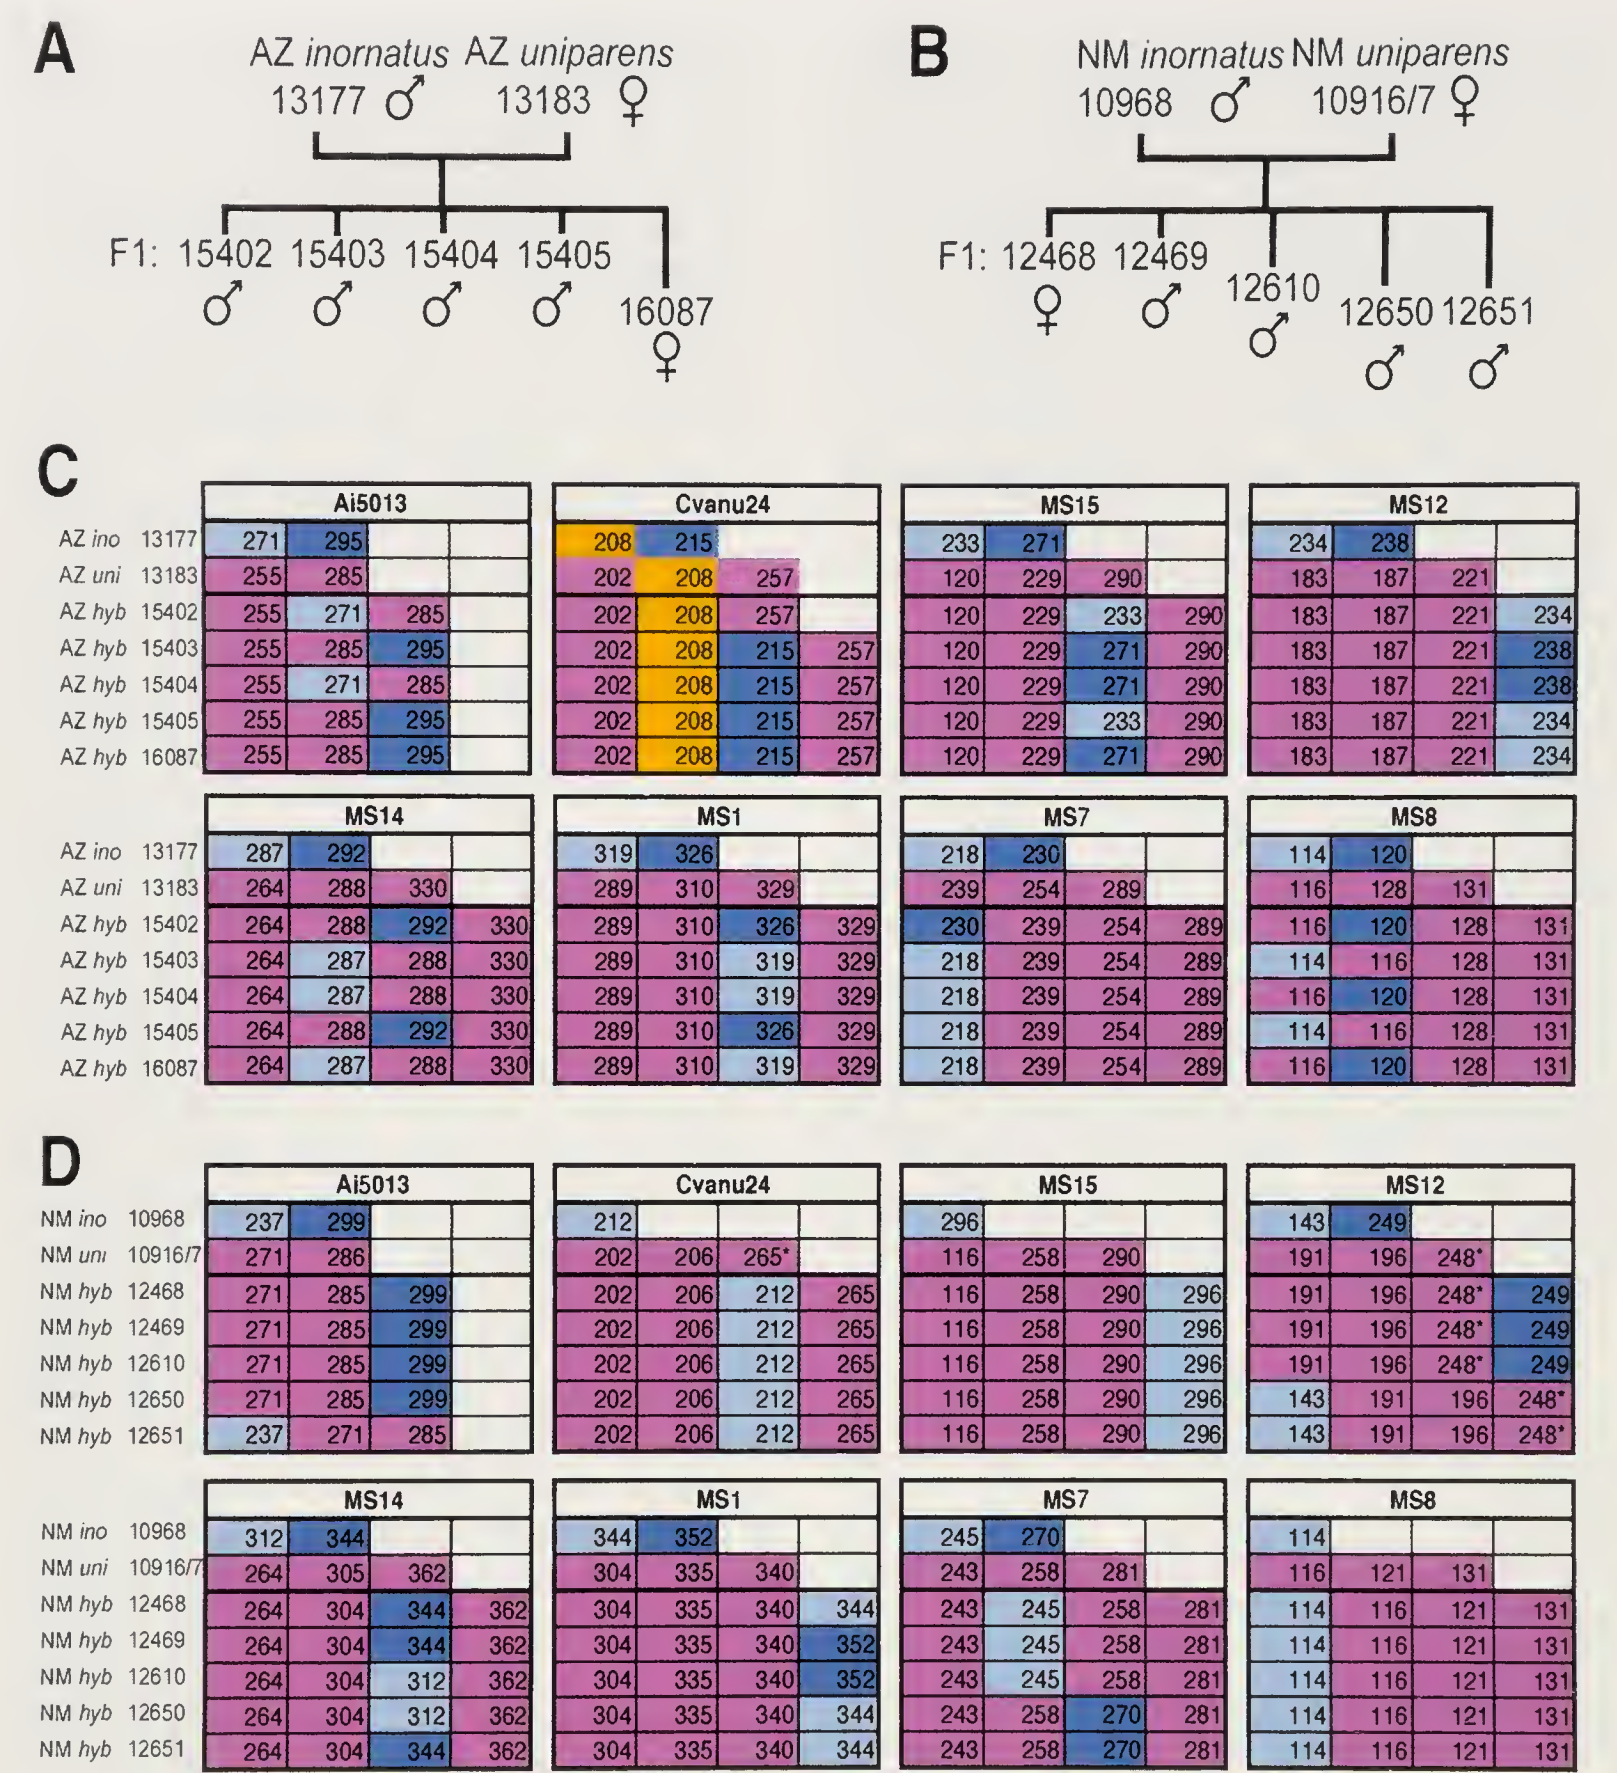 A
AZ inornatus AZ uniparens
13177 ♂ 13183 ♀
F1: 15402 15403 15404 15405
♂ ♂ ♂ ♂ 16087
♀
B
NM inornatus NM uniparens
10968 ♂ 10916/7 ♀
F1: 12468 12469
♀ ♂ 12610
♂ 12650 12651
♂ ♂
C
Ai5013 Cvanu24 MS15 MS12
AZ ino 13177 271 295 208 215 233 271 234 238
AZ uni 13183 255 285 202 208 257 120 229 290 183 187 221
AZ hyb 15402 255 271 285 202 208 257 120 229 233 290 183 187 221 234
AZ hyb 15403 255 285 295 202 208 215 257 120 229 271 290 183 187 221 238
AZ hyb 15404 255 271 285 202 208 215 257 120 229 271 290 183 187 221 238
AZ hyb 15405 255 285 295 202 208 215 257 120 229 233 290 183 187 221 234
AZ hyb 16087 255 285 295 202 208 215 257 120 229 271 290 183 187 221 234
MS14 MS1 MS7 MS8
AZ ino 13177 287 292 319 326 218 230 114 120
AZ uni 13183 264 288 330 289 310 329 239 254 289 116 128 131
AZ hyb 15402 264 288 292 330 289 310 326 329 230 239 254 289 116 120 128 131
AZ hyb 15403 264 287 288 330 289 310 319 329 218 239 254 289 114 116 128 131
AZ hyb 15404 264 287 288 330 289 310 319 329 218 239 254 289 116 120 128 131
AZ hyb 15405 264 288 292 330 289 310 326 329 218 239 254 289 114 116 128 131
AZ hyb 16087 264 287 288 330 289 310 319 329 218 239 254 289 116 120 128 131
D
Ai5013 Cvanu24 MS15 MS12
NM ino 10968 237 299 212 296 143 249
NM uni 10916/7 271 286 202 206 265* 116 258 290 191 196 248*
NM hyb 12468 271 285 299 202 206 212 265 116 258 290 296 191 196 248* 249
NM hyb 12469 271 285 299 202 206 212 265 116 258 290 296 191 196 248* 249
NM hyb 12610 271 285 299 202 206 212 265 116 258 290 296 191 196 248* 249
NM hyb 12650 271 285 299 202 206 212 265 116 258 290 296 143 191 196 248*
NM hyb 12651 237 271 285 202 206 212 265 116 258 290 296 143 191 196 248*
MS14 MS1 MS7 MS8
NM ino 10968 312 344 344 352 245 270 114
NM uni 10916/7 264 305 362 304 335 340 243 258 281 116 121 131
NM hyb 12468 264 304 344 362 304 335 340 344 243 245 258 281 114 116 121 131
NM hyb 12469 264 304 344 362 304 335 340 352 243 245 258 281 114 116 121 131
NM hyb 12610 264 304 312 362 304 335 340 352 243 245 258 281 114 116 121 131
NM hyb 12650 264 304 312 362 304 335 340 344 243 258 270 281 114 116 121 131
NM hyb 12651 264 304 344 362 304 335 340 344 243 258 270 281 114 116 121 131